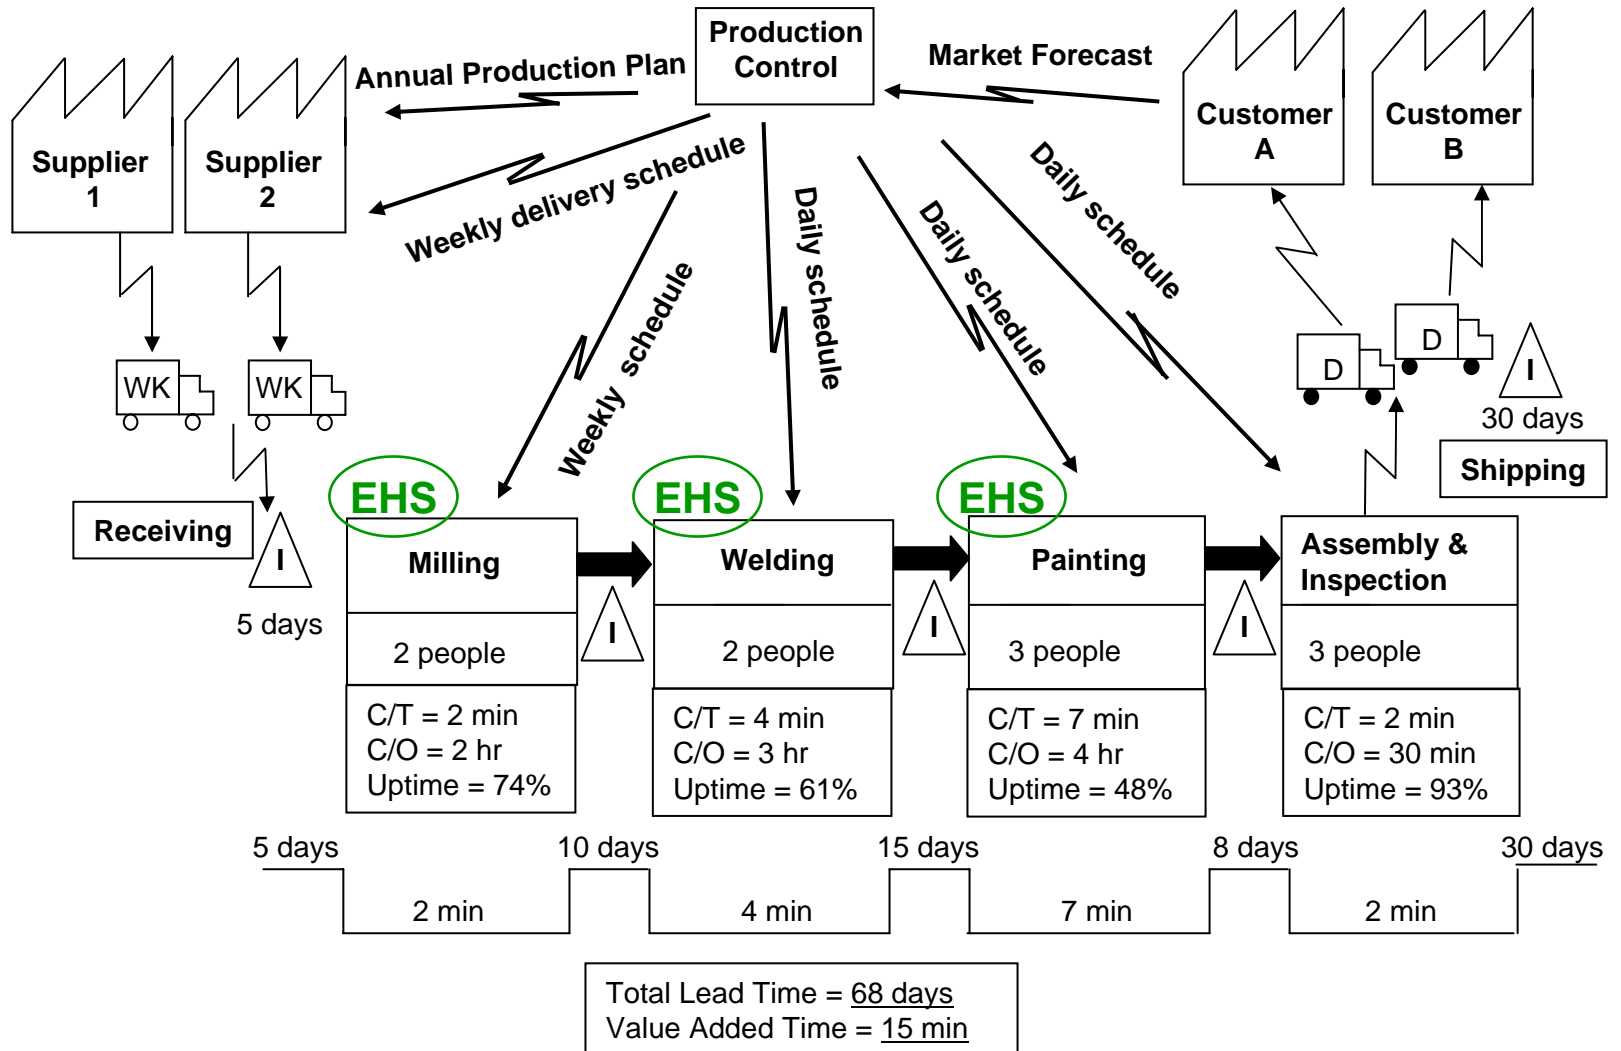 Production
Control
Market Forecast
Annual Production Plan
Customer
A
Customer
B
Supplier
1
Supplier
2
Weekly delivery schedule
Weekly schedule
Daily schedule
Daily schedule
Daily schedule
WK
WK
D
D
I
30 days
Shipping
Receiving
I
5 days
EHS
EHS
EHS
Milling
Welding
Painting
Assembly &
Inspection
I
I
I
2 people
2 people
3 people
3 people
C/T = 2 min
C/O = 2 hr
Uptime = 74%
C/T = 4 min
C/O = 3 hr
Uptime = 61%
C/T = 7 min
C/O = 4 hr
Uptime = 48%
C/T = 2 min
C/O = 30 min
Uptime = 93%
5 days
10 days
15 days
8 days
30 days
2 min
4 min
7 min
2 min
Total Lead Time = 68 days
Value Added Time = 15 min